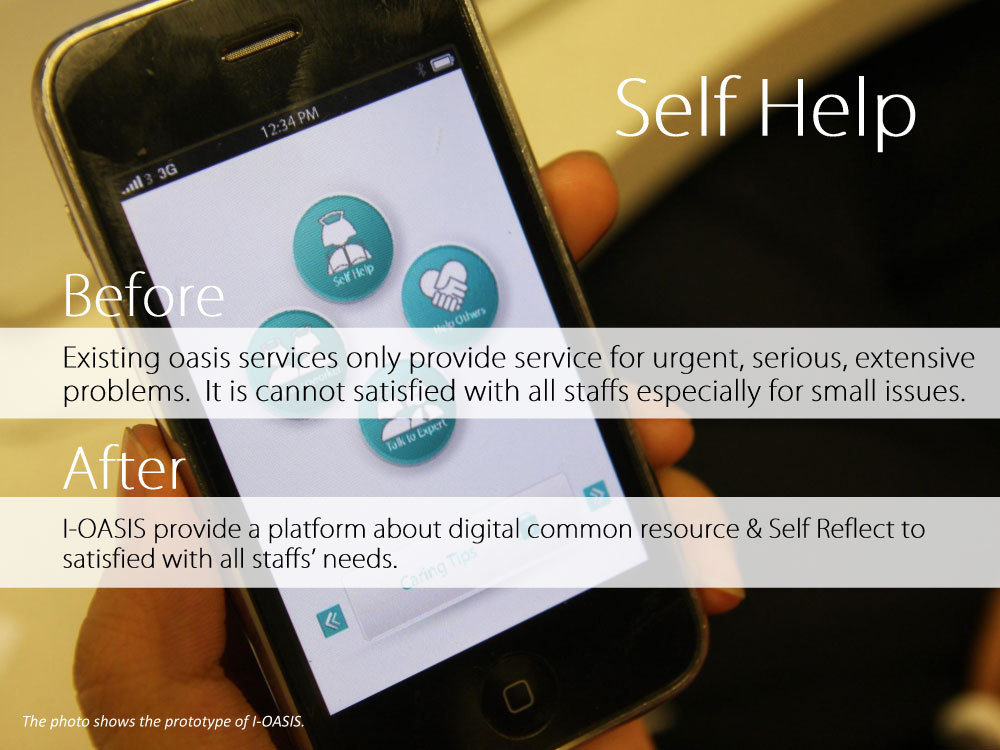 Self Help
12:34 PM
3 3G
Self Help
Help Others
Talk to Expert
Before
Existing oasis services only provide service for urgent, serious, extensive
problems.  It is cannot satisfied with all staffs especially for small issues.
After
I-OASIS provide a platform about digital common resource & Self Reflect to
satisfied with all staffs’ needs.
Caring Tips
The photo shows the prototype of I-OASIS.